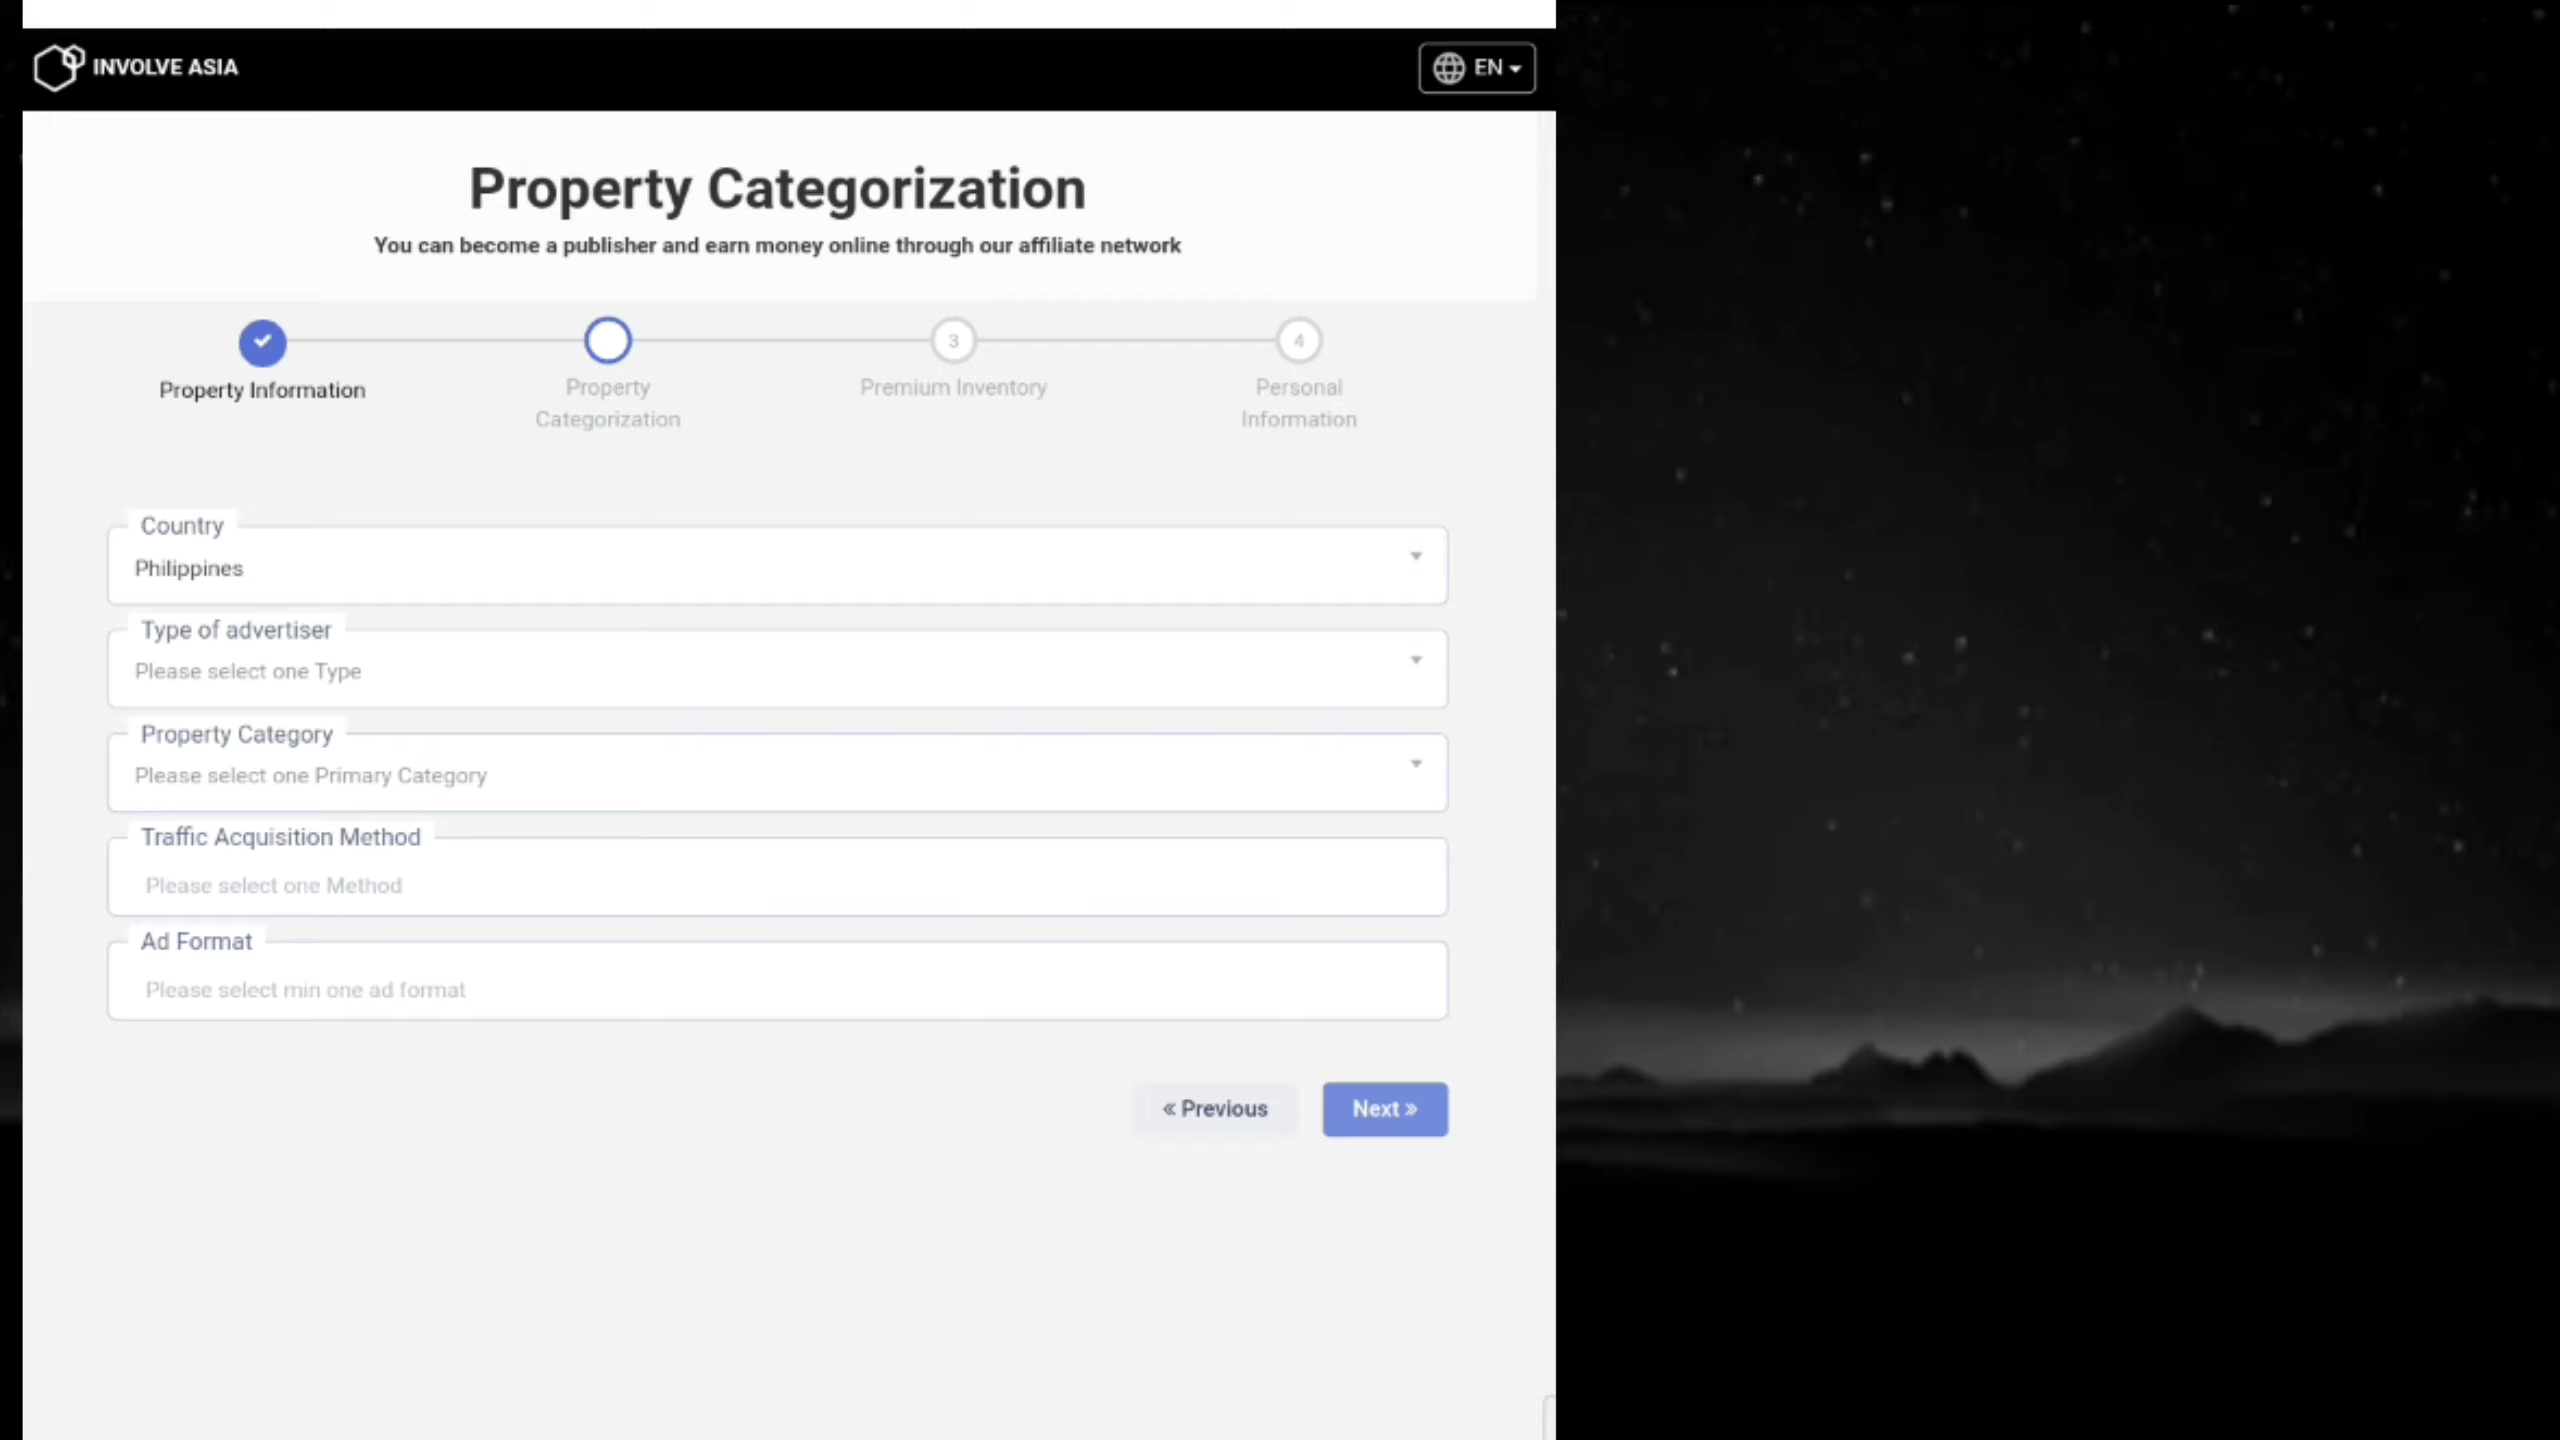 INVOLVE ASIA
EN
Property Categorization
You can become a publisher and earn money online through our affiliate network
Property Information
Property
Categorization
3
Premium Inventory
4
Personal
Information
Country
Philippines
Type of advertiser
Please select one Type
Property Category
Please select one Primary Category
Traffic Acquisition Method
Please select one Method
Ad Format
Please select min one ad format
« Previous
Next »